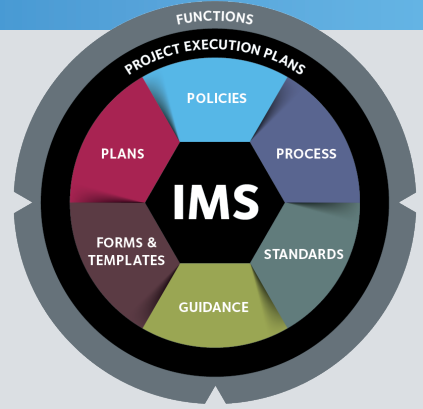 FUNCTIONS
PROJECT EXECUTION PLANS
POLICIES
PLANS
PROCESS
IMS
FORMS &
TEMPLATES
STANDARDS
GUIDANCE